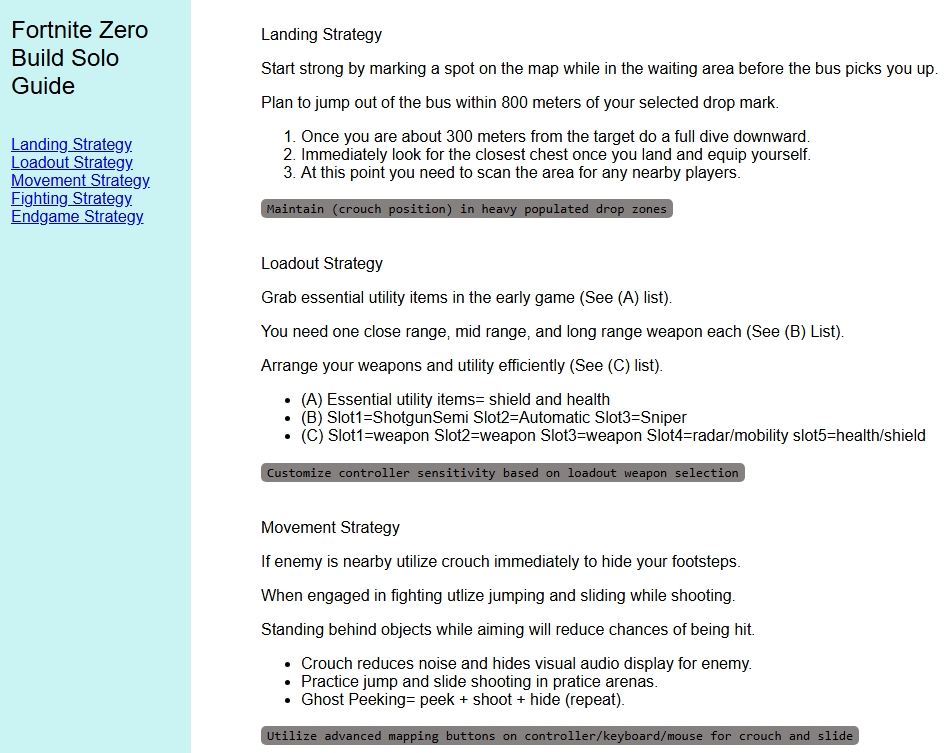 Fortnite Zero
Build Solo
Guide
Landing Strategy
Loadout Strategy
Movement Strategy
Fighting Strategy
Endgame Strategy
Landing Strategy
Start strong by marking a spot on the map while in the waiting area before the bus picks you up.
Plan to jump out of the bus within 800 meters of your selected drop mark.
1. Once you are about 300 meters from the target do a full dive downward.
2. Immediately look for the closest chest once you land and equip yourself.
3. At this point you need to scan the area for any nearby players.
Maintain (crouch position) in heavy populated drop zones
Loadout Strategy
Grab essential utility items in the early game (See (A) list).
You need one close range, mid range, and long range weapon each (See (B) List).
Arrange your weapons and utility efficiently (See (C) list).
• (A) Essential utility items= shield and health
• (B) Slot1=ShotgunSemi Slot2=Automatic Slot3=Sniper
• (C) Slot1=weapon Slot2=weapon Slot3=weapon Slot4=radar/mobility slot5=health/shield
Customize controller sensitivity based on loadout weapon selection
Movement Strategy
If enemy is nearby utilize crouch immediately to hide your footsteps.
When engaged in fighting utlize jumping and sliding while shooting.
Standing behind objects while aiming will reduce chances of being hit.
• Crouch reduces noise and hides visual audio display for enemy.
• Practice jump and slide shooting in pratice arenas.
• Ghost Peeking= peek + shoot + hide (repeat).
Utilize advanced mapping buttons on controller/keyboard/mouse for crouch and slide